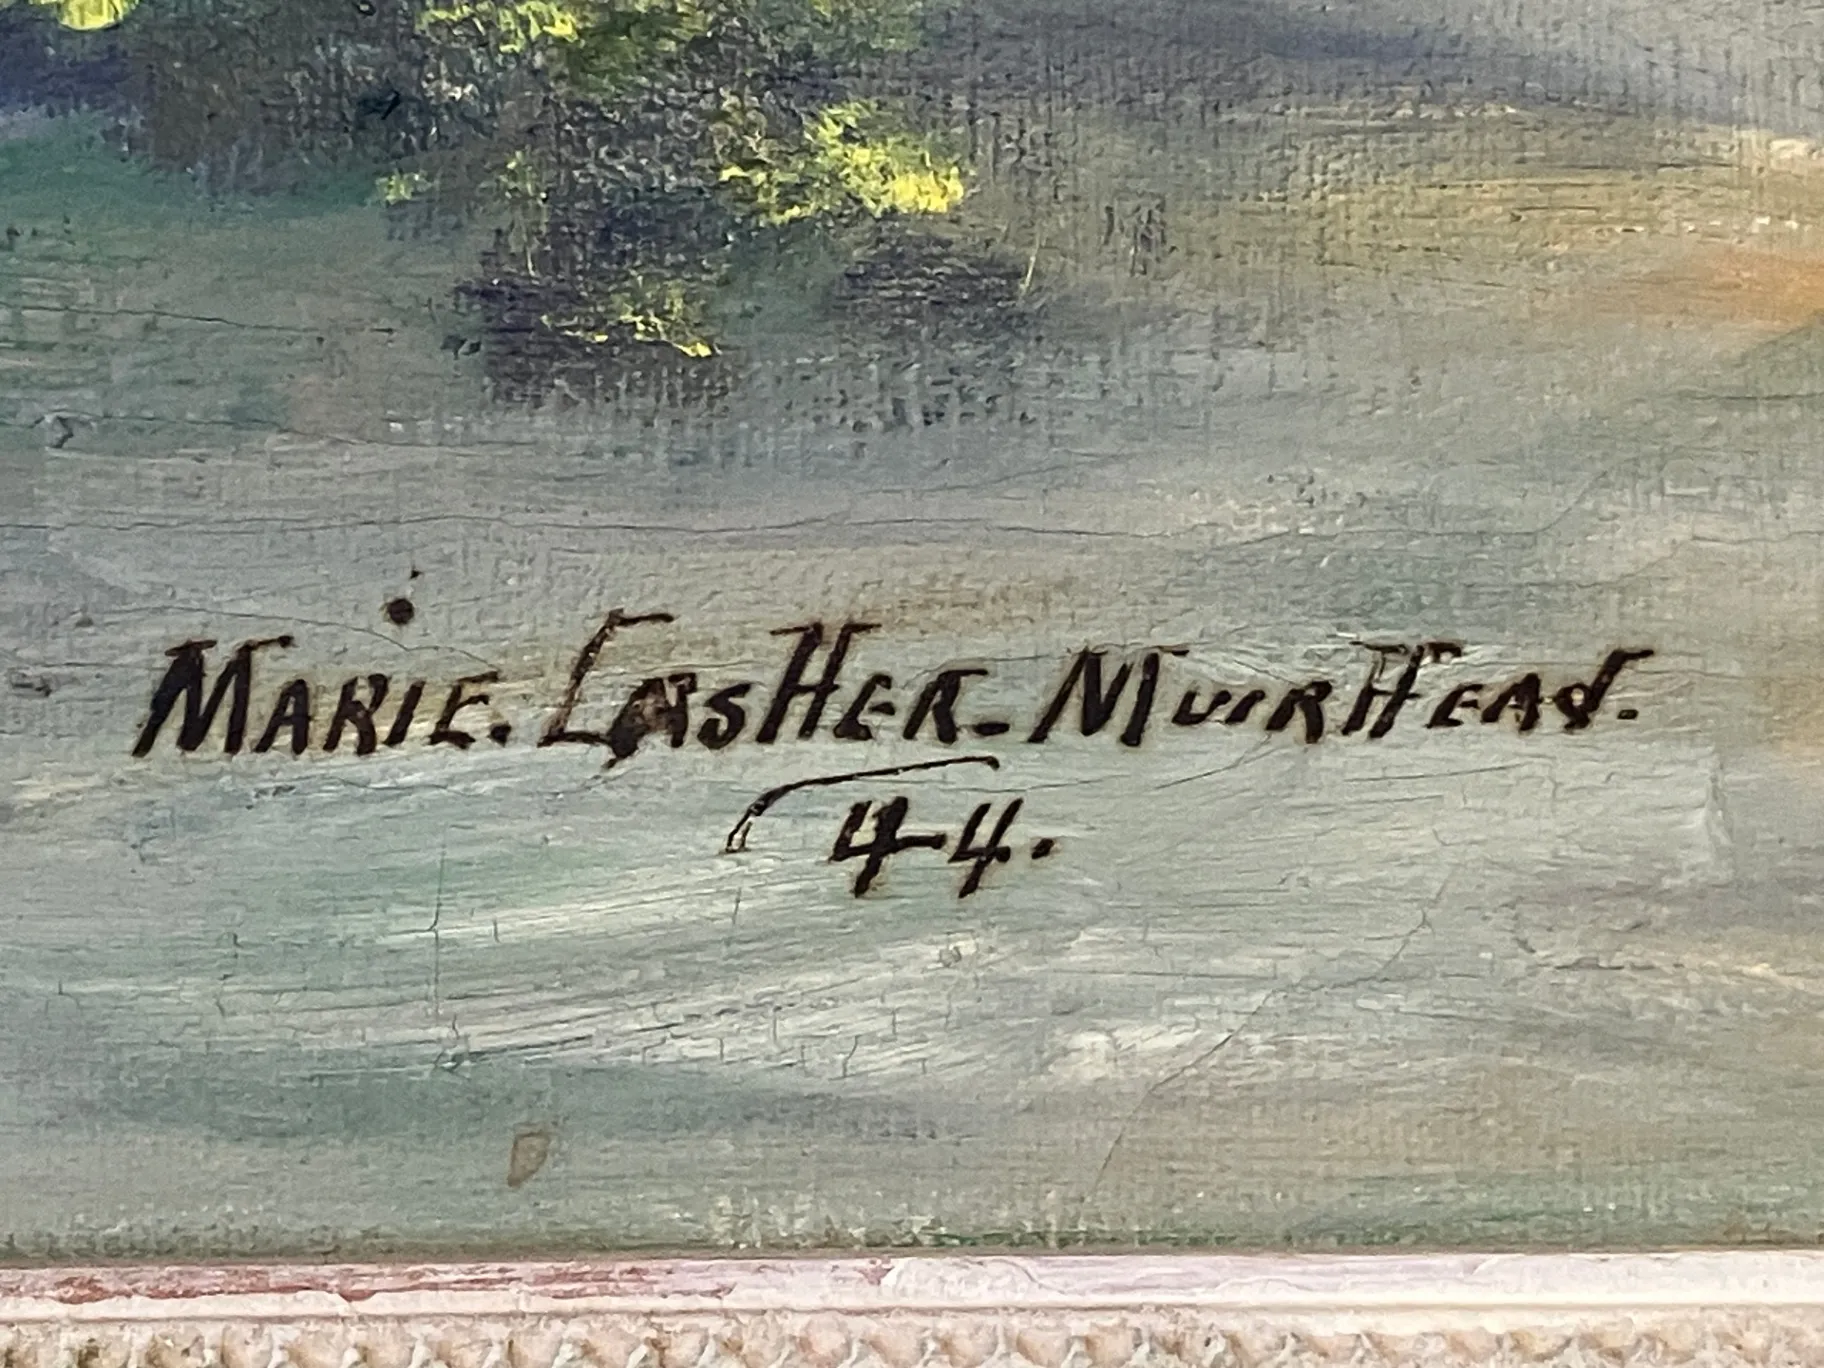 MARIE. LASHER. MUIRHEAD.
44.